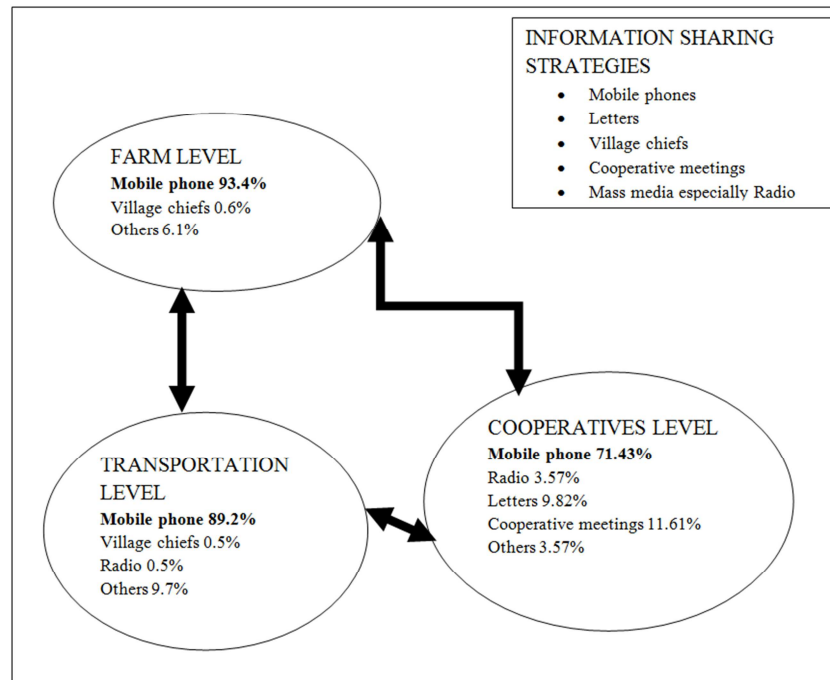 INFORMATION SHARING
STRATEGIES
• Mobile phones
• Letters
• Village chiefs
• Cooperative meetings
• Mass media especially Radio
FARM LEVEL
Mobile phone 93.4%
Village chiefs 0.6%
Others 6.1%
COOPERATIVES LEVEL
Mobile phone 71.43%
Radio 3.57%
Letters 9.82%
Cooperative meetings 11.61%
Others 3.57%
TRANSPORTATION
LEVEL
Mobile phone 89.2%
Village chiefs 0.5%
Radio 0.5%
Others 9.7%